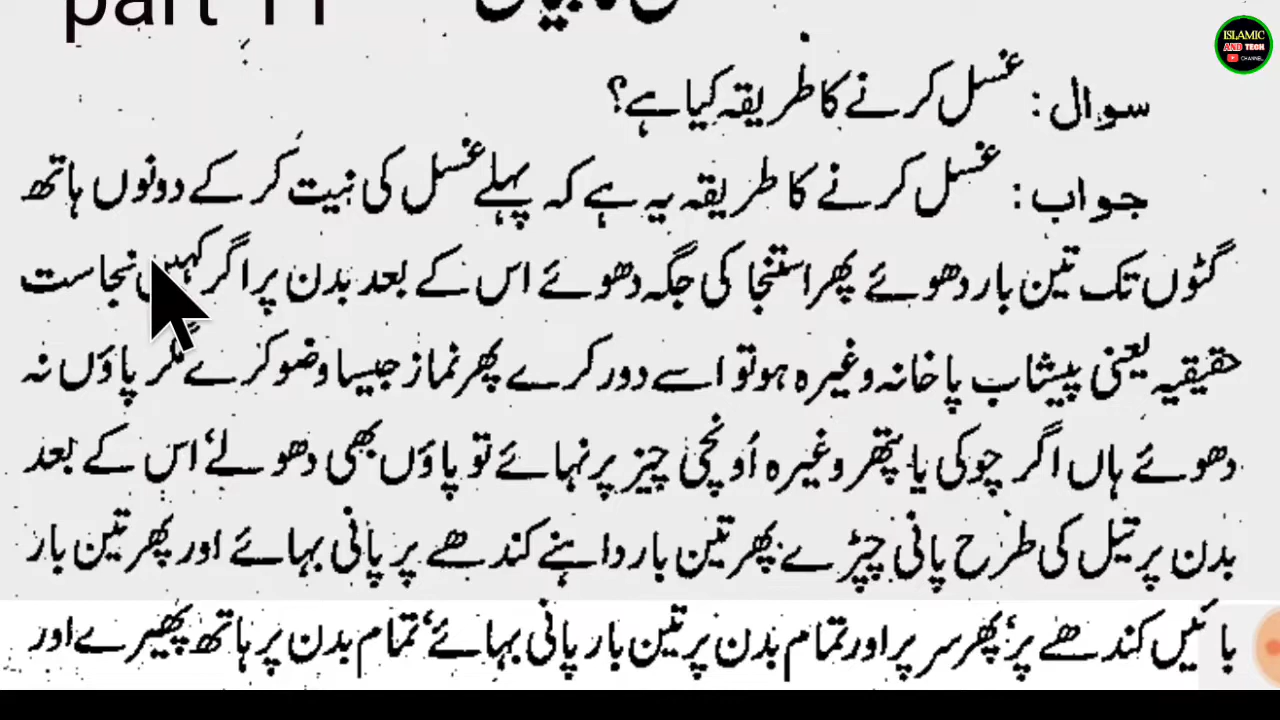 part 11
ISLAMIC
AND TECH
CHANNEL
سوال: غسل کرنے کا طریقہ کیا ہے؟
جواب: غسل کرنے کا طریقہ یہ ہے کہ پہلے غسل کی نیت کر کے دونوں ہاتھ
گٹوں تک تین بار دھوئے پھر استنجا کی جگہ دھوئے اس کے بعد بدن پر اگر کہیں نجاست
حقیقیہ یعنی پیشاب پاخانہ وغیرہ ہو تو اسے دور کرے پھر نماز جیسا وضو کرے مگر پاؤں نہ
دھوئے ہاں اگر چوکی یا پتھر وغیرہ اُونچی چیز پر نہائے تو پاؤں بھی دھو لے‘ اس کے بعد
بدن پر تیل کی طرح پانی چپڑے پھر تین بار داہنے کندھے پر پانی بہائے اور پھر تین بار
بائیں کندھے پر‘ پھر سر پر اور تمام بدن پر تین بار پانی بہائے‘ تمام بدن پر ہاتھ پھیرے اور